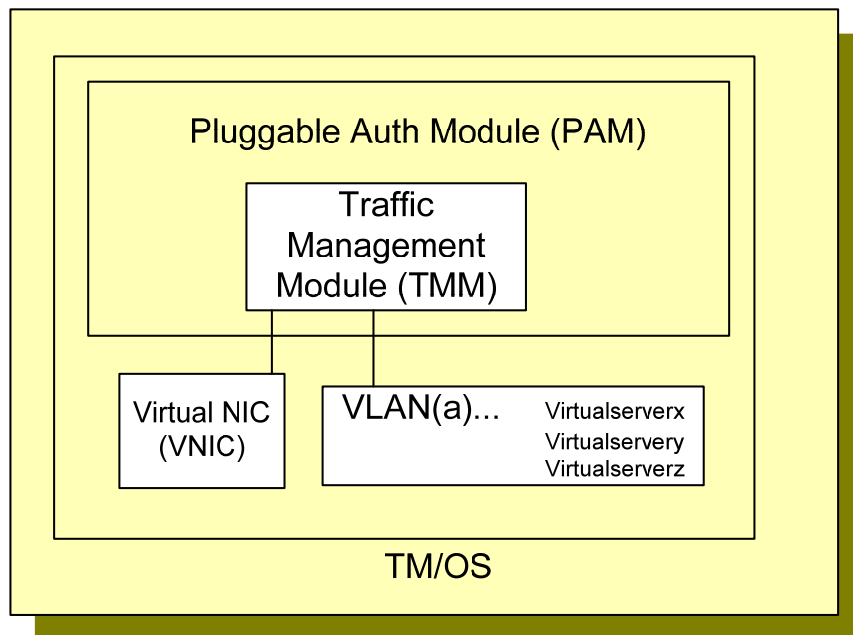 Pluggable Auth Module (PAM)
Traffic
Management
Module (TMM)
Virtual NIC
(VNIC)
VLAN(a)...
Virtualserverx
Virtualservery
Virtualserverz
TM/OS